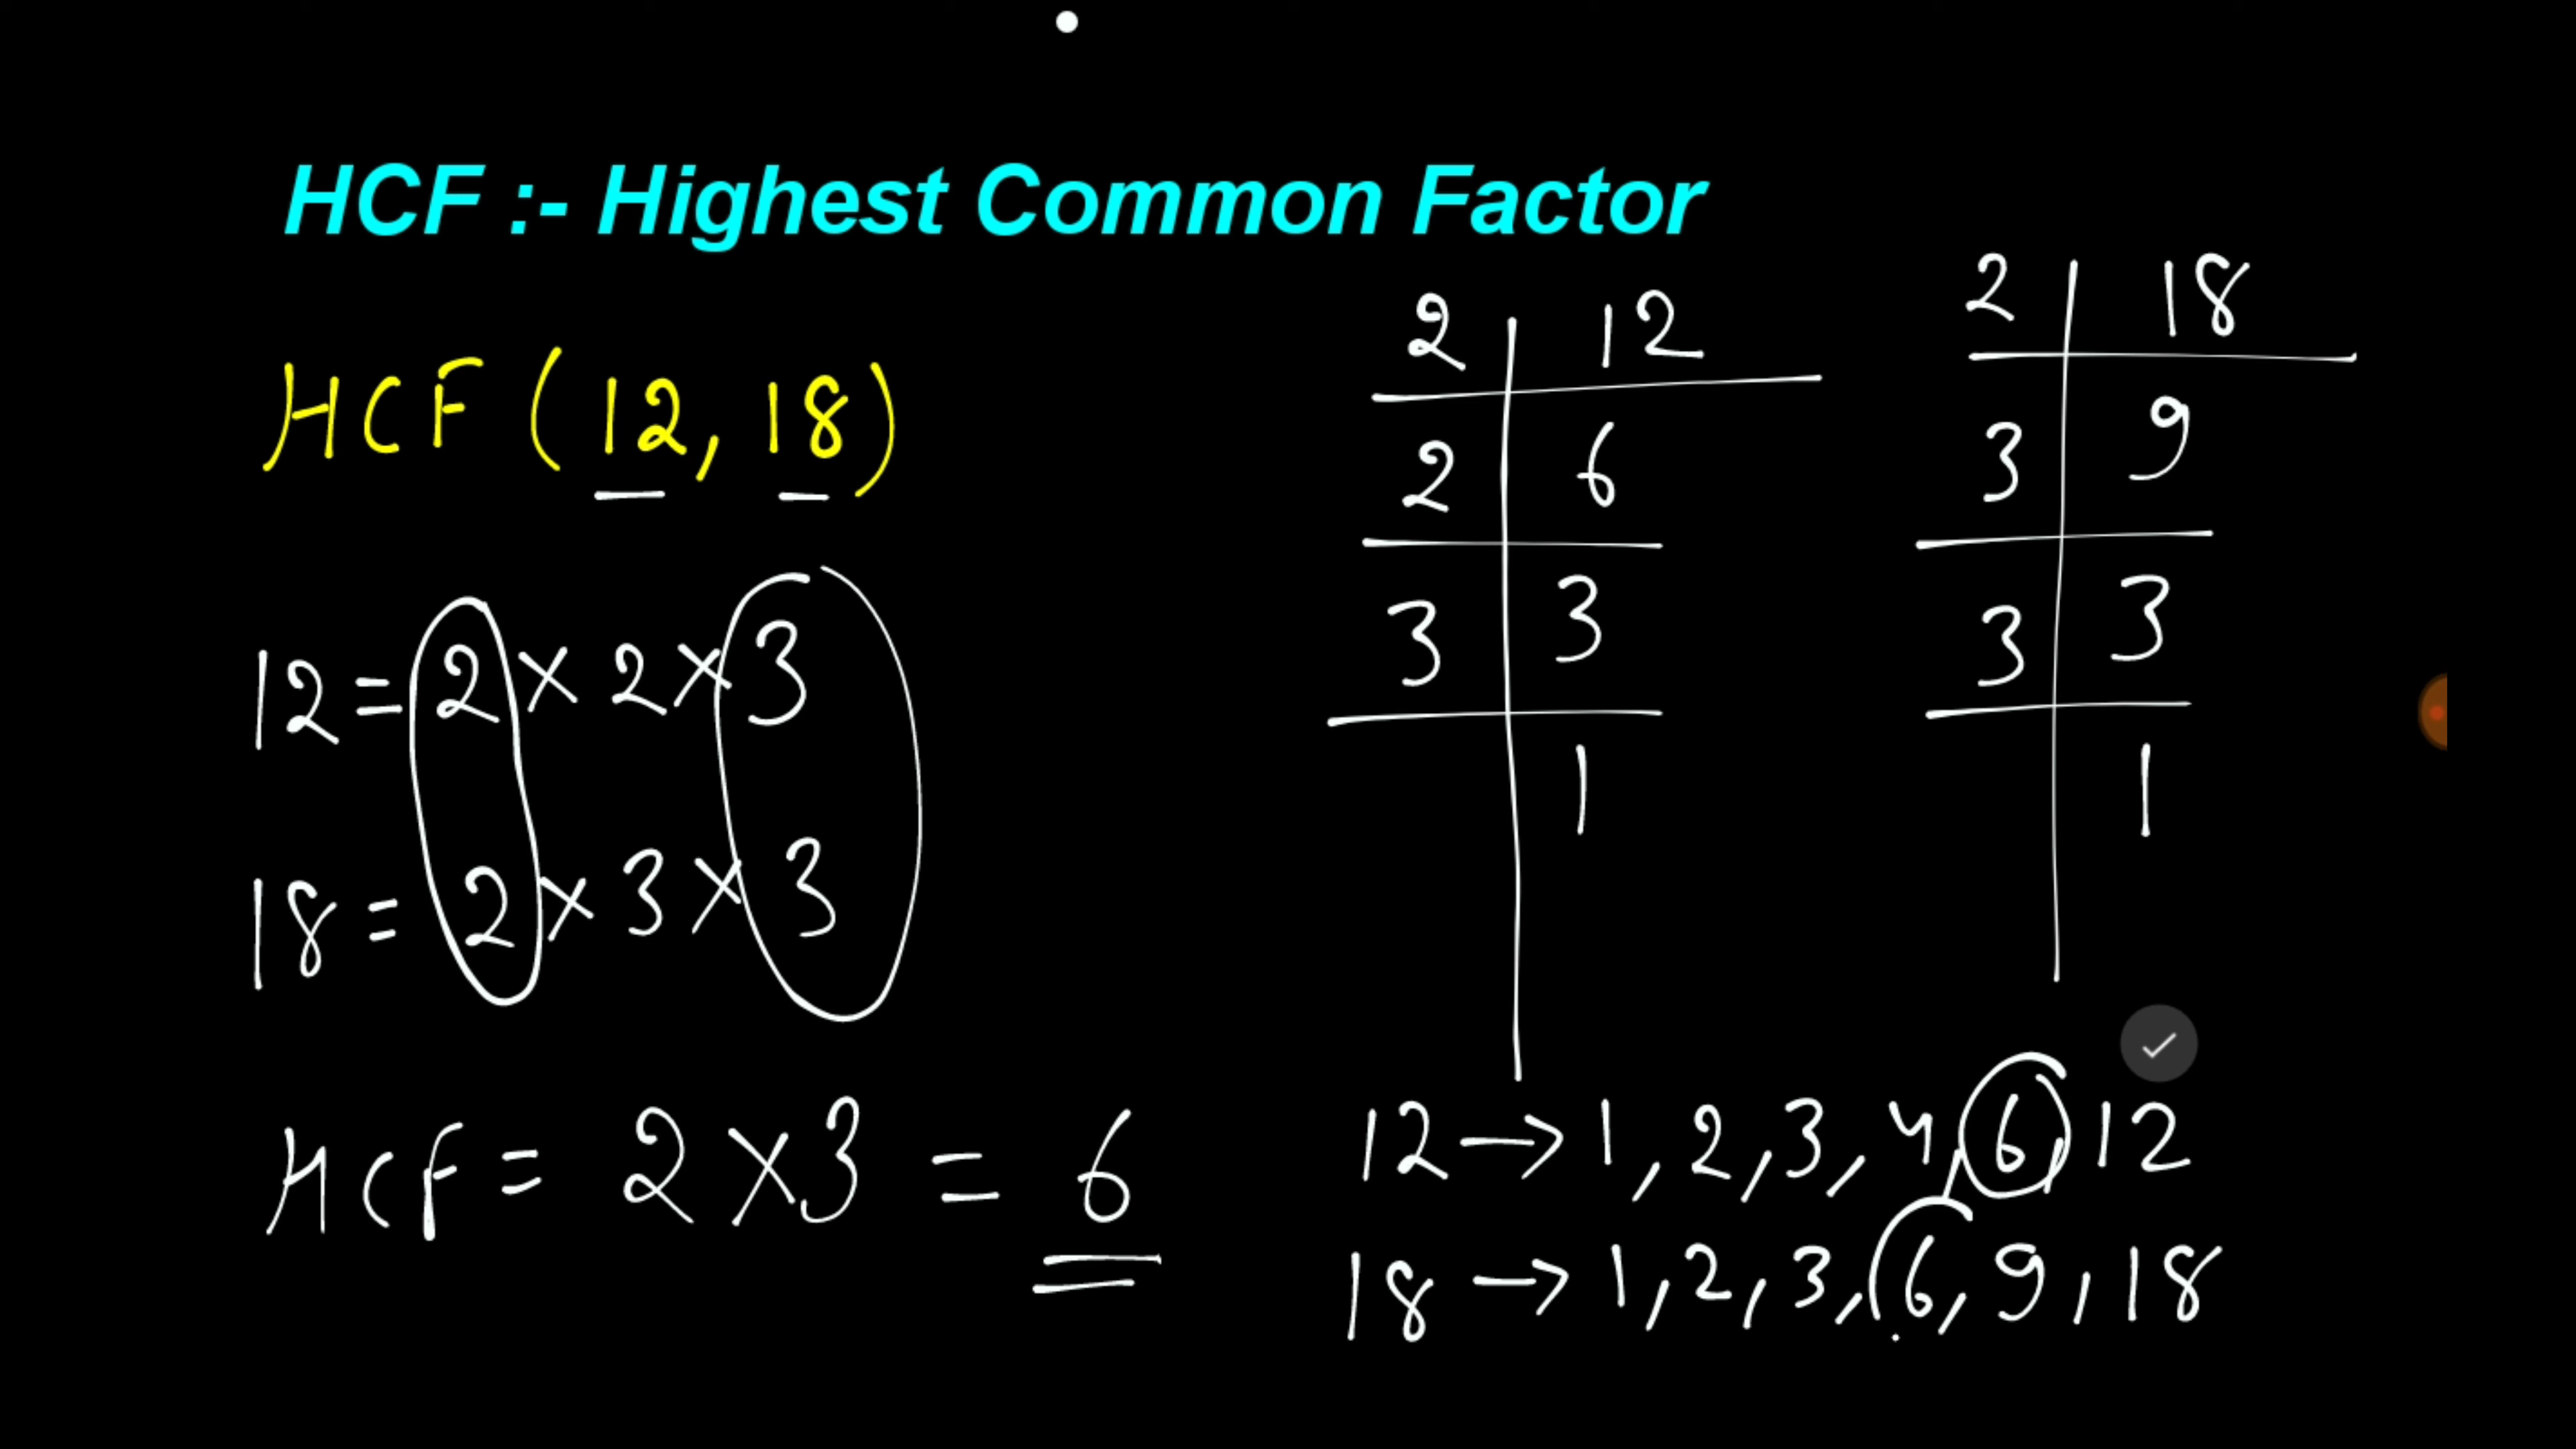 HCF :- Highest Common Factor
HCF (12, 18)
12 = 2 × 2 × 3
18 = 2 × 3 × 3
HCF = 2 × 3 = 6
2 | 12
2 | 6
3 | 3
1
2 | 18
3 | 9
3 | 3
1
12 → 1, 2, 3, 4, 6, 12
18 → 1, 2, 3, 6, 9, 18